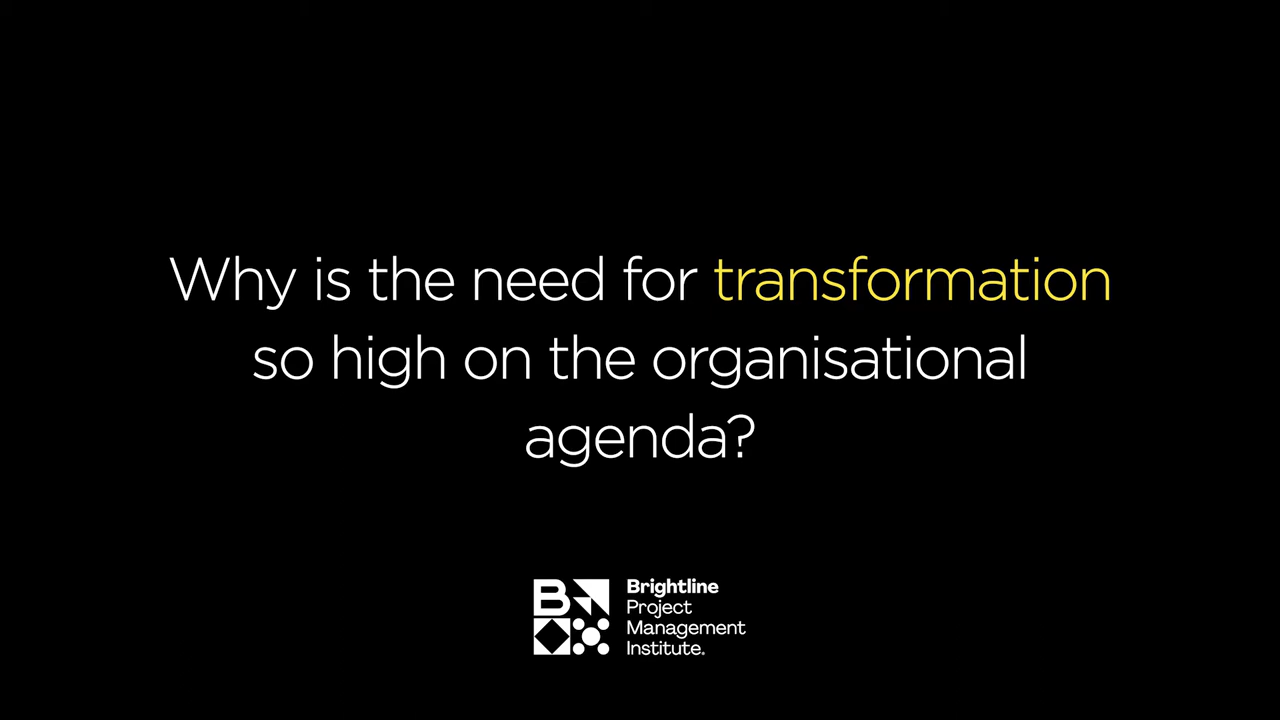 Why is the need for transformation
so high on the organisational
agenda?
B
Brightline
Project
Management
Institute.